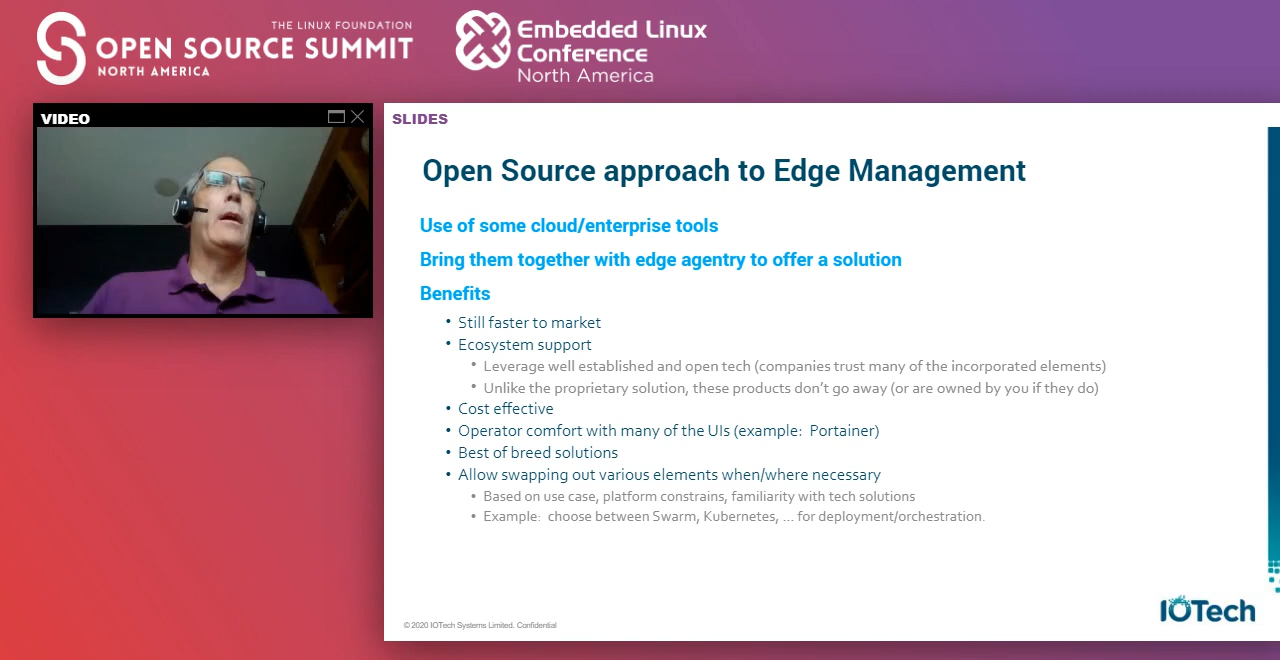 THE LINUX FOUNDATION
OPEN SOURCE SUMMIT
NORTH AMERICA
Embedded Linux
Conference
North America
VIDEO
SLIDES
Open Source approach to Edge Management
Use of some cloud/enterprise tools
Bring them together with edge agentry to offer a solution
Benefits
• Still faster to market
• Ecosystem support
• Leverage well established and open tech (companies trust many of the incorporated elements)
• Unlike the proprietary solution, these products don't go away (or are owned by you if they do)
• Cost effective
• Operator comfort with many of the UIs (example:  Portainer)
• Best of breed solutions
• Allow swapping out various elements when/where necessary
• Based on use case, platform constrains, familiarity with tech solutions
• Example:  choose between Swarm, Kubernetes, … for deployment/orchestration.
IOTech
© 2020 IOTech Systems Limited. Confidential